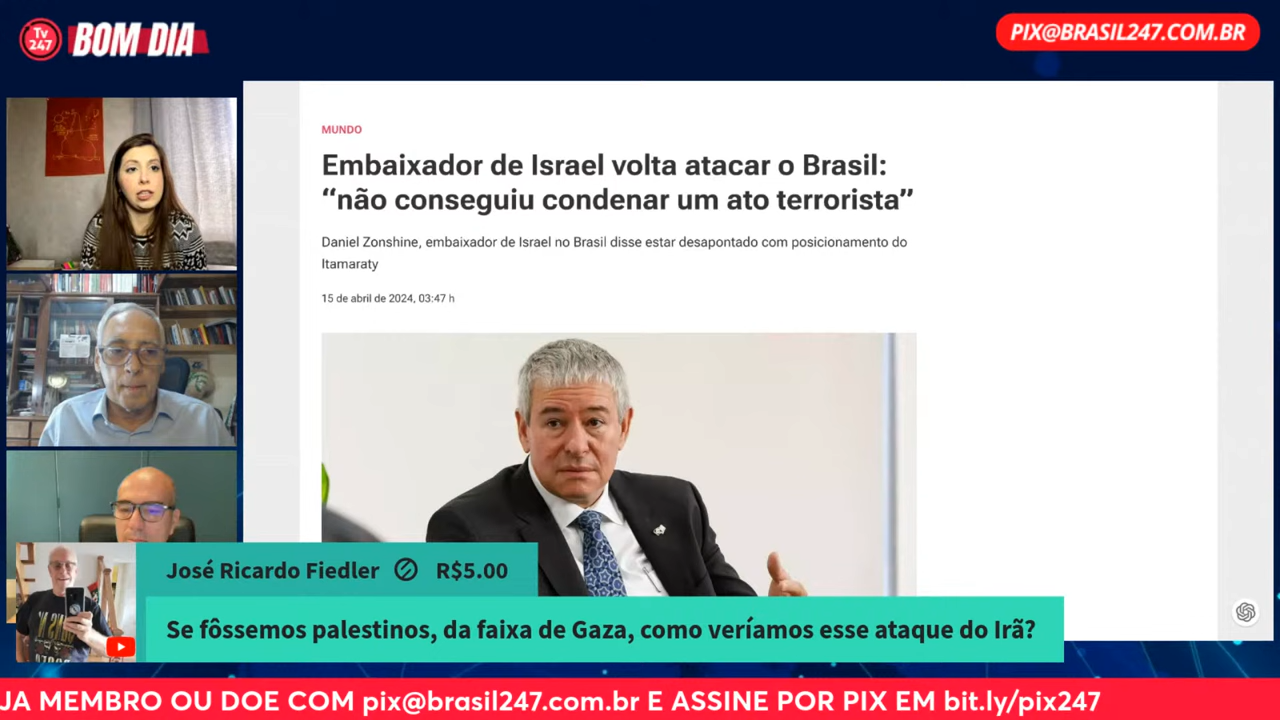 Tv
247
BOM DIA
PIX@BRASIL247.COM.BR
MUNDO
Embaixador de Israel volta atacar o Brasil:
“não conseguiu condenar um ato terrorista”
Daniel Zonshine, embaixador de Israel no Brasil disse estar desapontado com posicionamento do
Itamaraty
15 de abril de 2024, 03:47 h
José Ricardo Fiedler R$5.00
Se fôssemos palestinos, da faixa de Gaza, como veríamos esse ataque do Irã?
JA MEMBRO OU DOE COM pix@brasil247.com.br E ASSINE POR PIX EM bit.ly/pix247